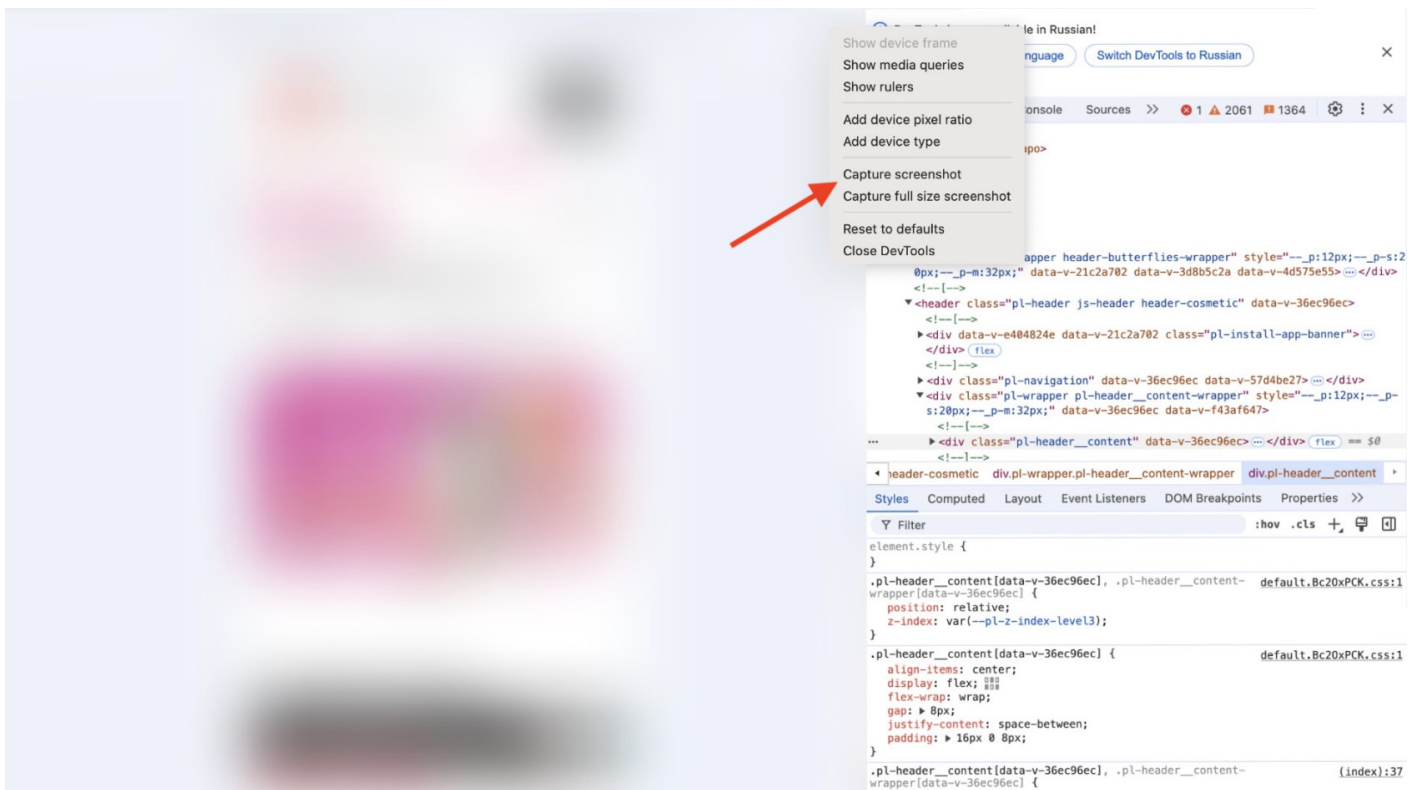 le in Russian!
nguage
Switch DevTools to Russian
Show device frame
Show media queries
Show rulers
Add device pixel ratio
Add device type
Capture screenshot
Capture full size screenshot
Reset to defaults
Close DevTools
onsole Sources 1 2061 1364
apo>
apper header-butterflies-wrapper" style="--_p:12px;--_p-s:2
0px;--_p-m:32px;" data-v-21c2a702 data-v-3d8b5c2a data-v-4d575e55>…</div>
<!--[-->
<header class="pl-header js-header header-cosmetic" data-v-36ec96ec>
<!--[-->
<div data-v-e404824e data-v-21c2a702 class="pl-install-app-banner">…
</div> flex
<!--]-->
<div class="pl-navigation" data-v-36ec96ec data-v-57d4be27>…</div>
<div class="pl-wrapper pl-header__content-wrapper" style="--_p:12px;--_p-
s:20px;--_p-m:32px;" data-v-36ec96ec data-v-f43af647>
<!--[-->
… <div class="pl-header__content" data-v-36ec96ec>…</div> flex == $0
<!--]-->
neader-cosmetic div.pl-wrapper.pl-header__content-wrapper div.pl-header__content
Styles Computed Layout Event Listeners DOM Breakpoints Properties
Filter :hov .cls +
element.style {
}
.pl-header__content[data-v-36ec96ec], .pl-header__content- default.Bc2OxPCK.css:1
wrapper[data-v-36ec96ec] {
position: relative;
z-index: var(--pl-z-index-level3);
}
.pl-header__content[data-v-36ec96ec] { default.Bc2OxPCK.css:1
align-items: center;
display: flex;
flex-wrap: wrap;
gap: 8px;
justify-content: space-between;
padding: 16px 0 8px;
}
.pl-header__content[data-v-36ec96ec], .pl-header__content- (index):37
wrapper[data-v-36ec96ec] {